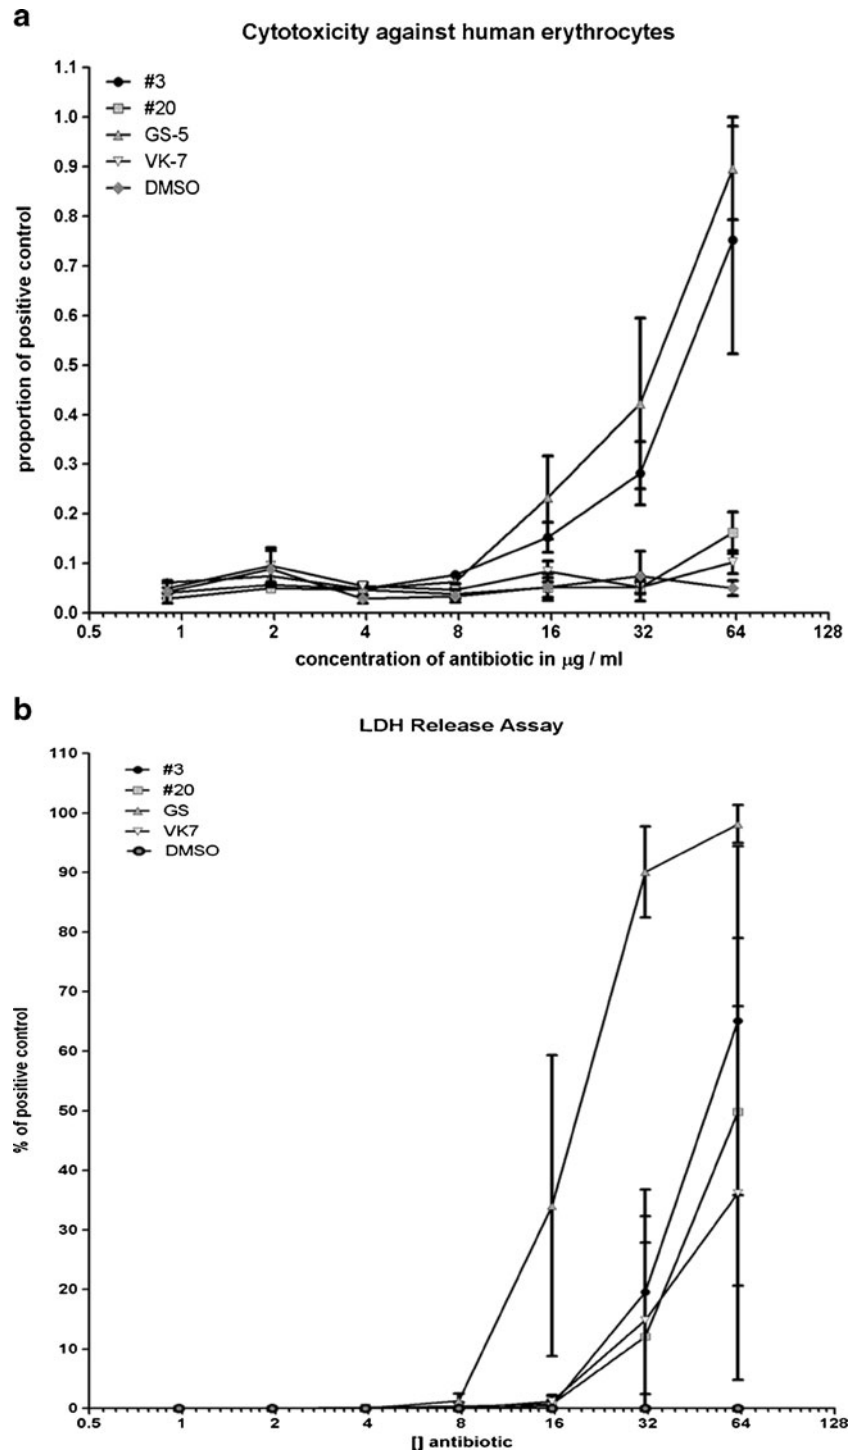 a
Cytotoxicity against human erythrocytes
1.1
1.0
0.9
0.8
0.7
0.6
0.5
0.4
0.3
0.2
0.1
0.0
#3
#20
GS-5
VK-7
DMSO
proportion of positive control
0.5 1 2 4 8 16 32 64 128
concentration of antibiotic in µg / ml
b
LDH Release Assay
110
100
90
80
70
60
50
40
30
20
10
0
#3
#20
GS
VK7
DMSO
% of positive control
0.5 1 2 4 8 16 32 64 128
[] antibiotic